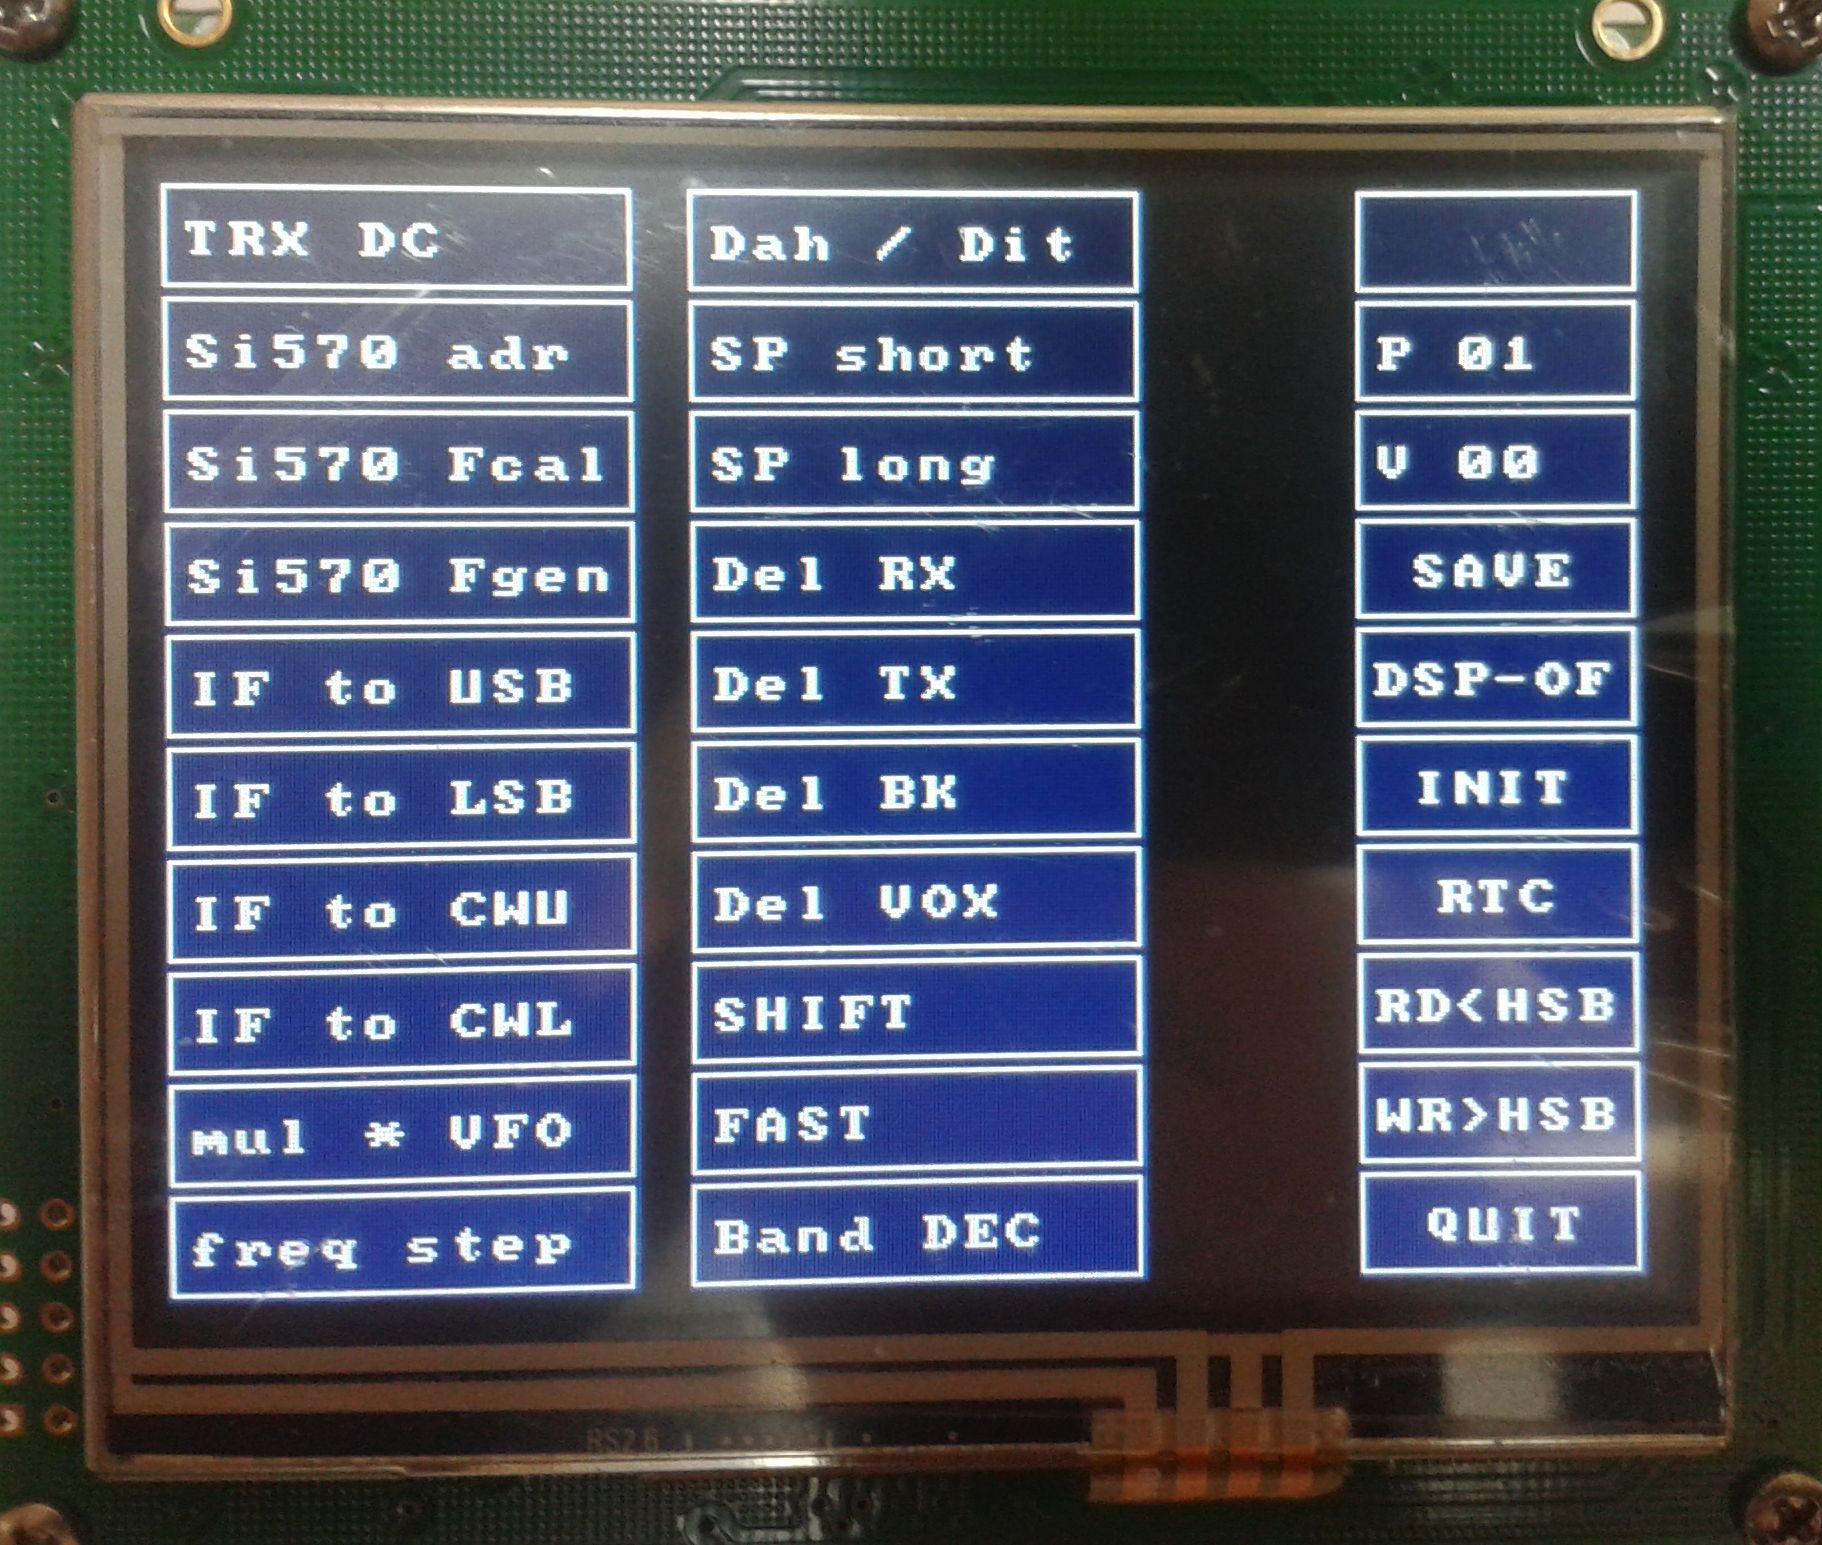 TRX DC
Si570 adr
Si570 Fcal
Si570 Fgen
IF to USB
IF to LSB
IF to CWU
IF to CWL
mul * VFO
freq step
Dah / Dit
SP short
SP long
Del RX
Del TX
Del BK
Del VOX
SHIFT
FAST
Band DEC
P 01
V 00
SAVE
DSP-OF
INIT
RTC
RD<HSB
WR>HSB
QUIT